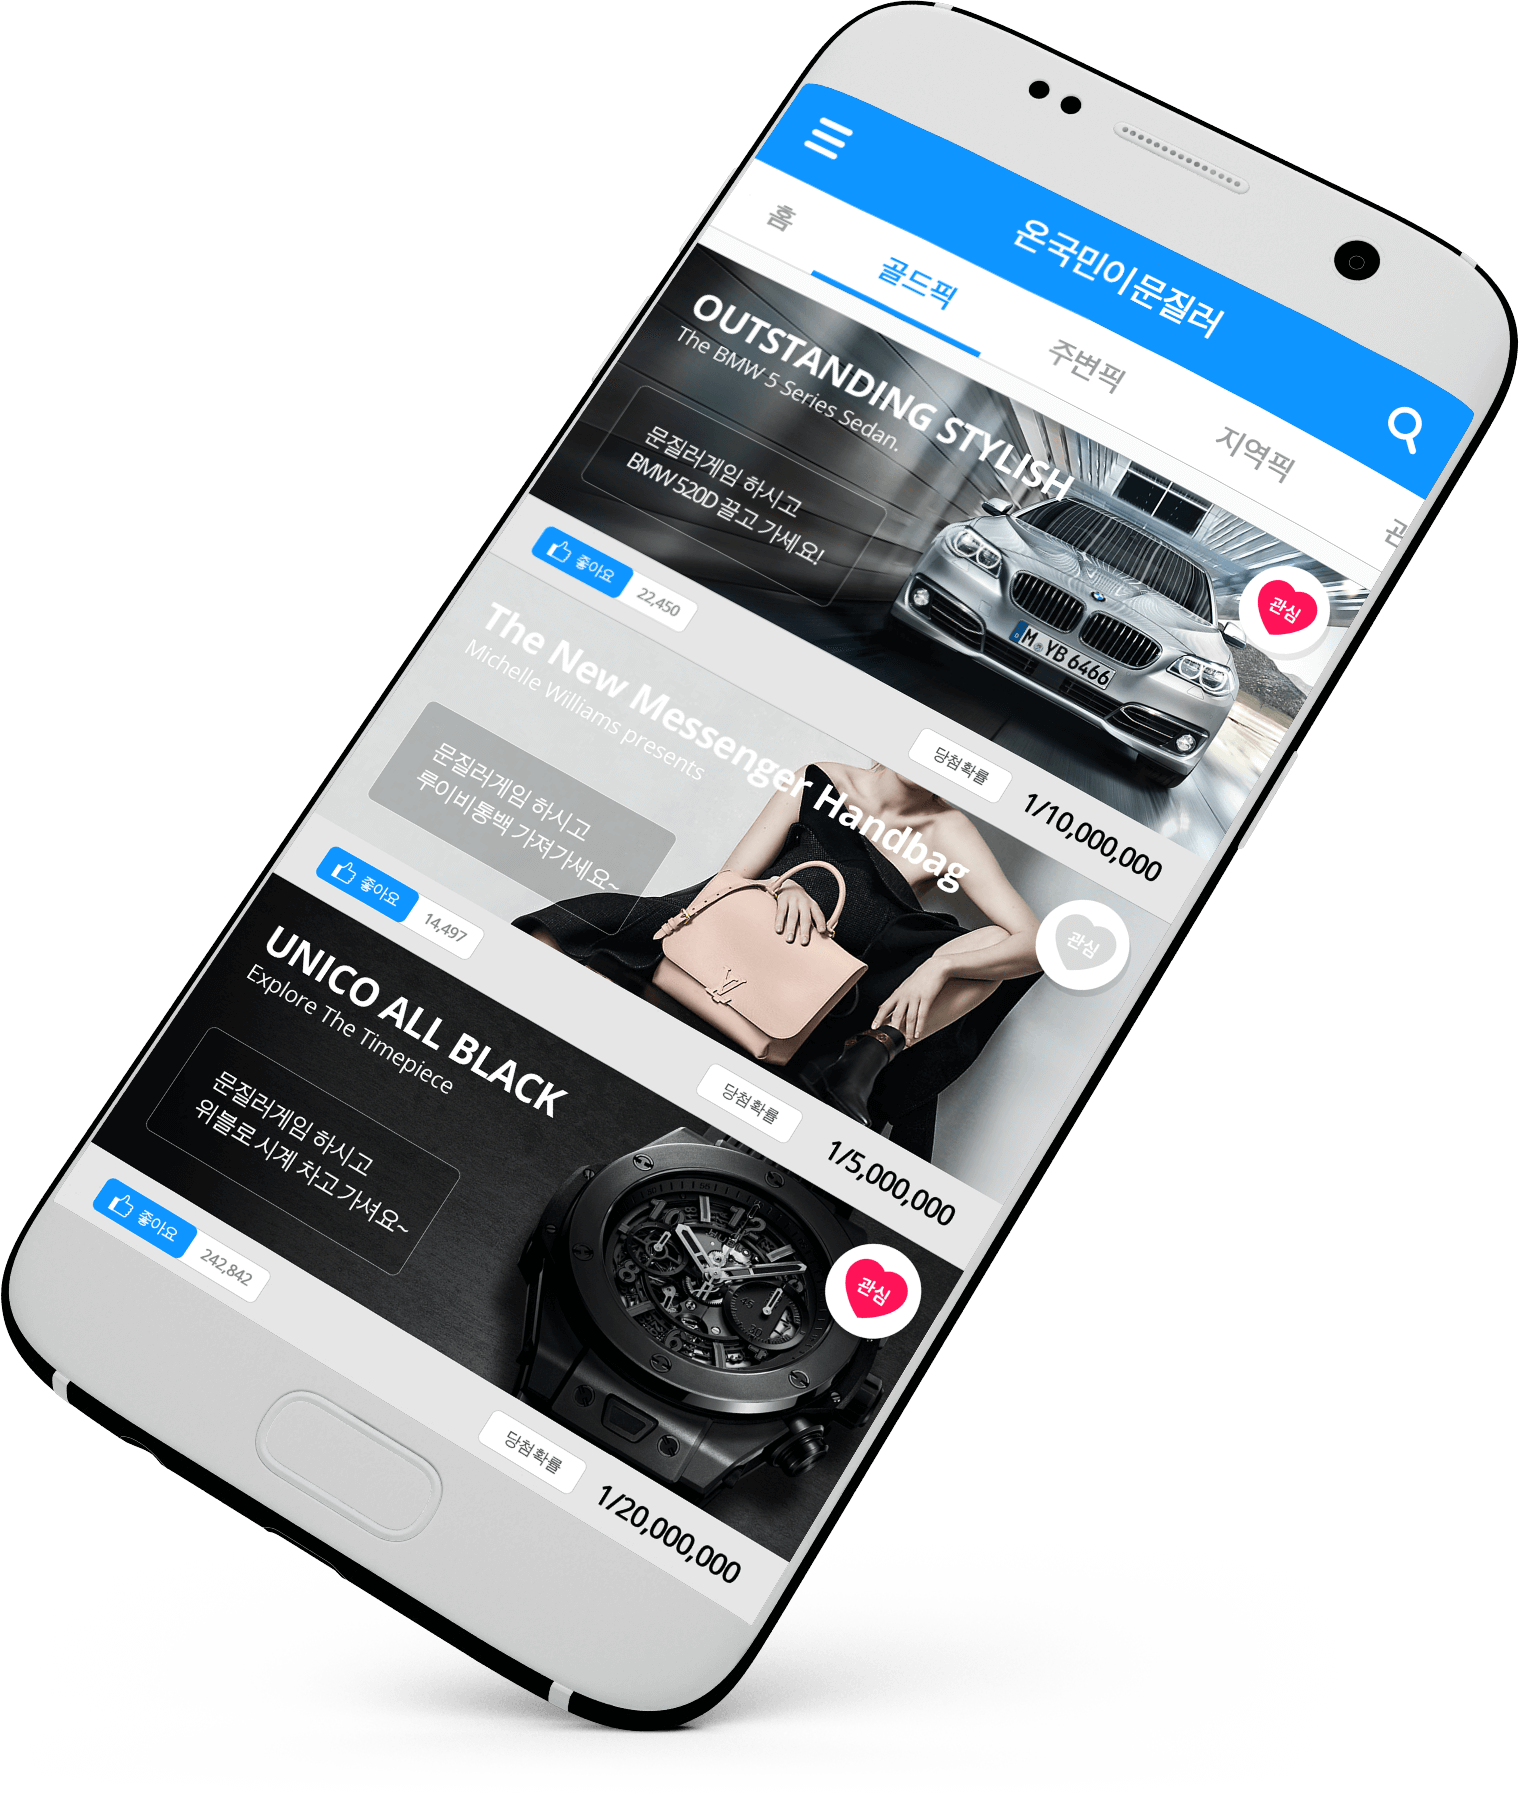 온국민이문질러
홈
골드픽
주변픽
지역픽
OUTSTANDING STYLISH
The BMW 5 Series Sedan.
문질러게임 하시고
BMW 520D 끌고 가세요!
M YB 6466
관심
좋아요
22,450
당첨확률
1/10,000,000
The New Messenger Handbag
Michelle Williams presents
문질러게임 하시고
루이비통백 가져가세요~
관심
좋아요
14,497
당첨확률
1/5,000,000
UNICO ALL BLACK
Explore The Timepiece
문질러게임 하시고
위블로 시계 차고 가셔요~
10 12
8
6
관심
좋아요
242,842
당첨확률
1/20,000,000